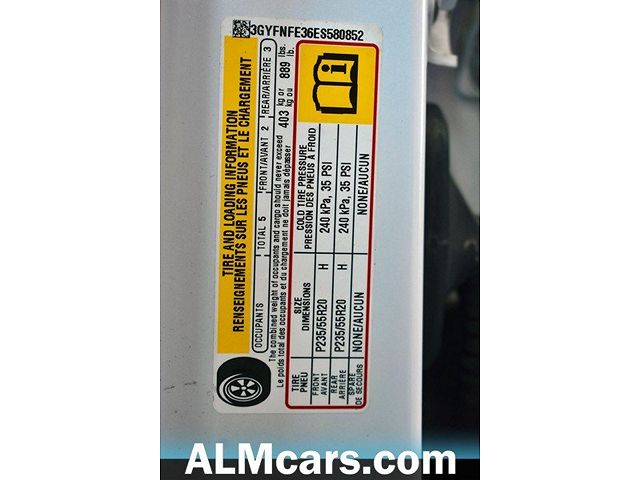 3GYFNFE36ES580852
TIRE AND LOADING INFORMATION
RENSEIGNEMENTS SUR LES PNEUS ET LE CHARGEMENT
OCCUPANTS TOTAL 5 FRONT/AVANT 2 REAR/ARRIÈRE 3
The combined weight of occupants and cargo should never exceed 403 kg or 889 lbs.
Le poids total des occupants et du chargement ne doit jamais dépasser kg ou lb.
TIRE SIZE COLD TIRE PRESSURE
PNEU DIMENSIONS PRESSION DES PNEUS À FROID
FRONT P235/55R20 H 240 kPa, 35 PSI
AVANT
REAR P235/55R20 H 240 kPa, 35 PSI
ARRIÈRE
SPARE NONE/AUCUN NONE/AUCUN
DE SECOURS
ALMcars.com